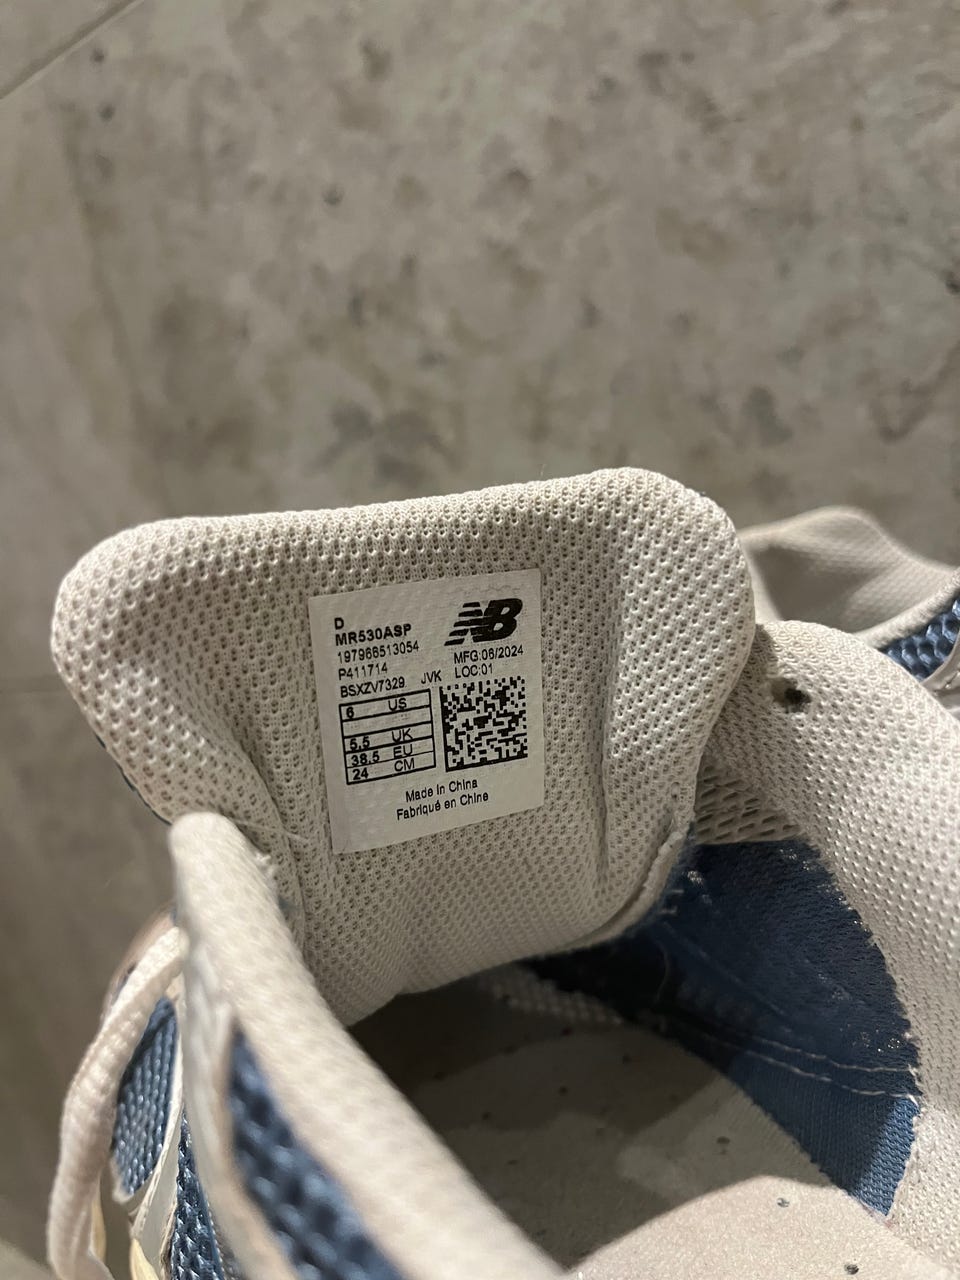 D
NB
MR530ASP
197966513054
MFG:06/2024
P411714
LOC:01
BSXZV7329 JVK
6 US
5.5 UK
38.5 EU
24 CM
Made in China
Fabriqué en Chine